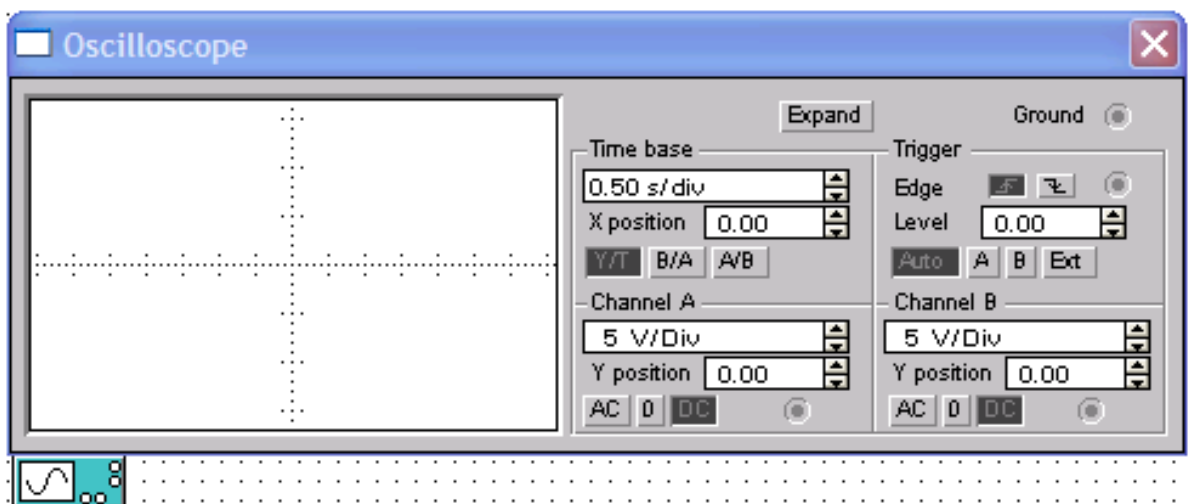 Oscilloscope
Expand Ground
Time base
0.50 s/div
X position 0.00
Y/T B/A A/B
Trigger
Edge
Level 0.00
Auto A B Ext
Channel A
5 V/Div
Y position 0.00
AC 0 DC
Channel B
5 V/Div
Y position 0.00
AC 0 DC